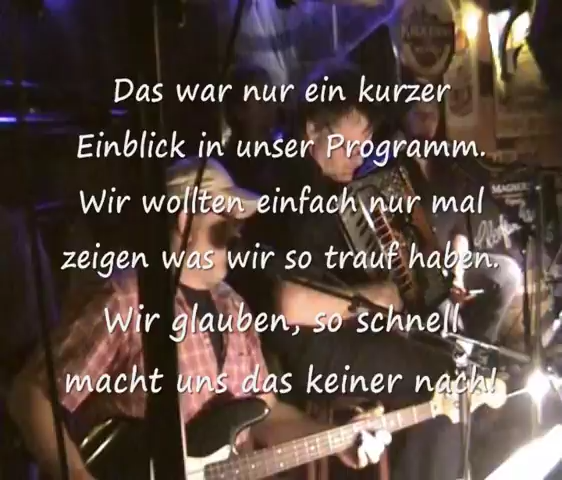 Das war nur ein kurzer
Einblick in unser Programm.
Wir wollten einfach nur mal
zeigen was wir so trauf haben.
Wir glauben, so schnell
macht uns das keiner nach!